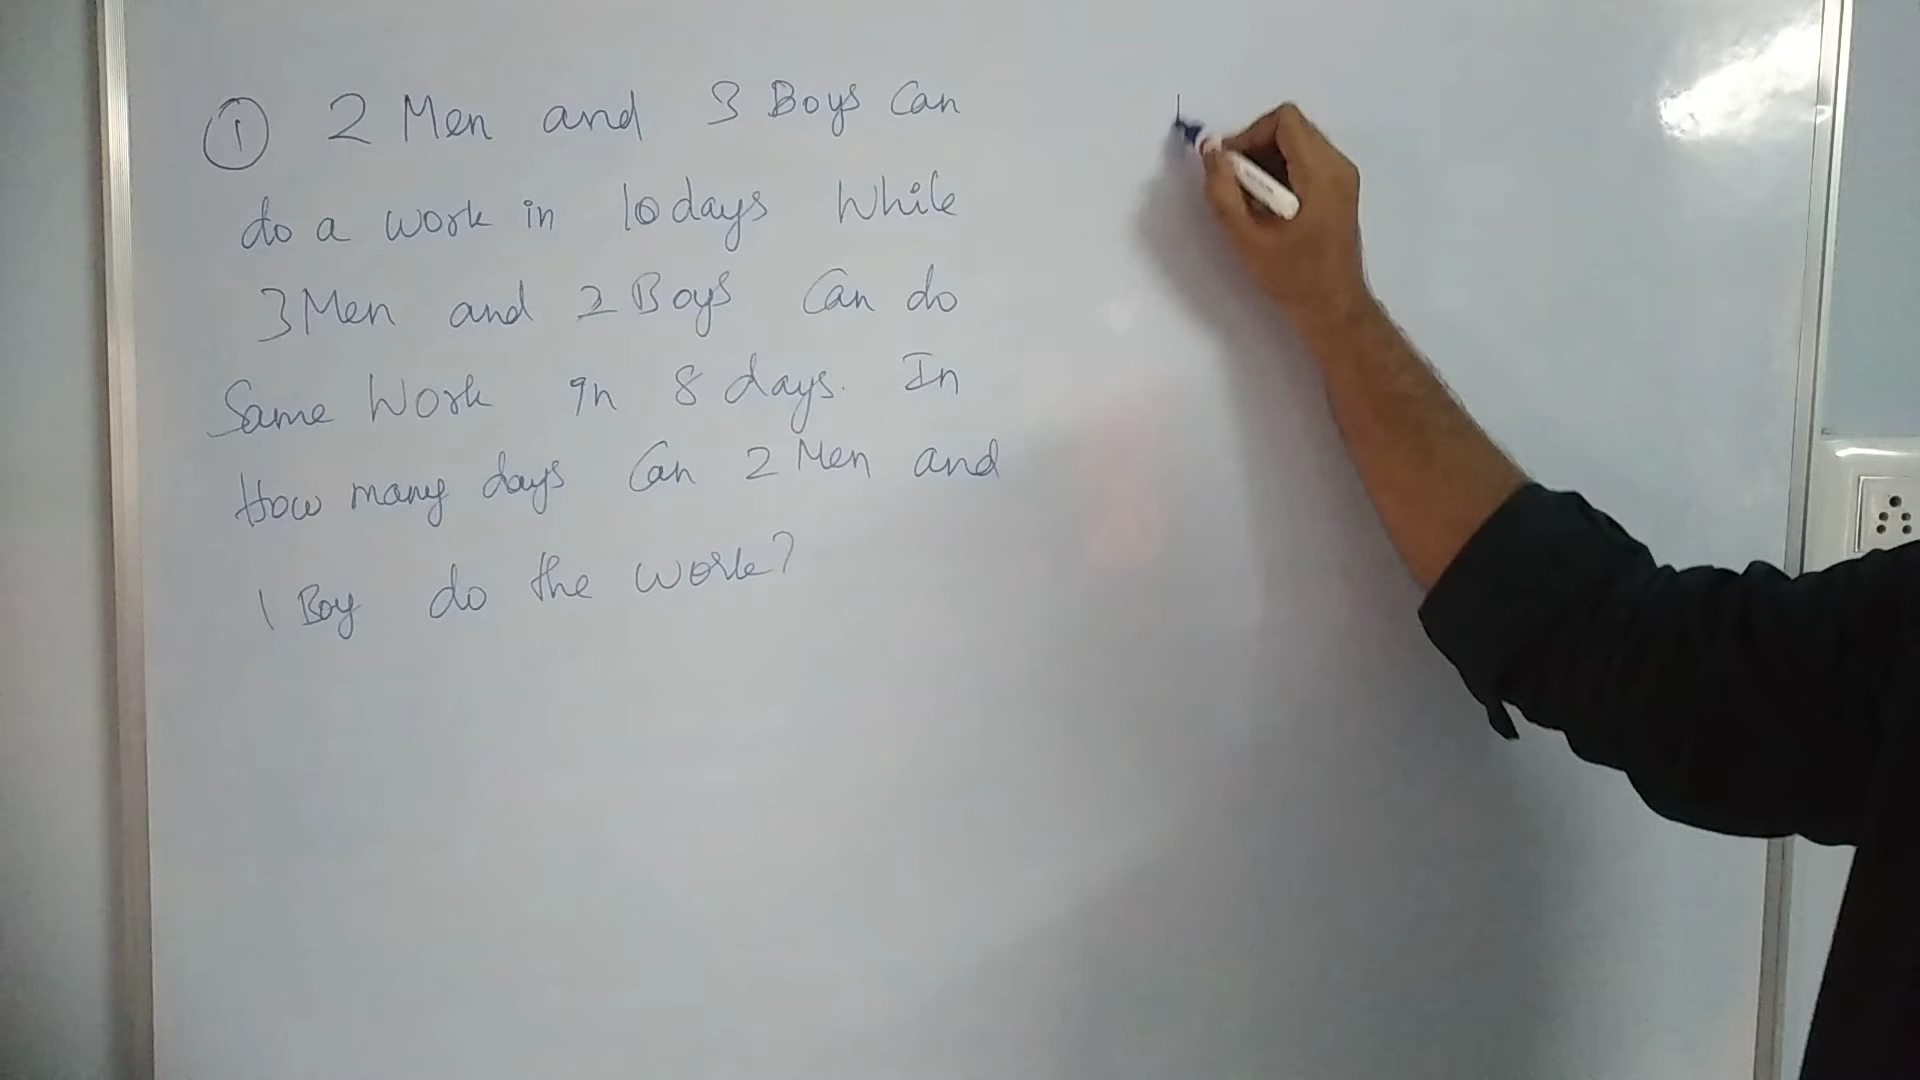 ① 2 Men and 3 Boys Can
do a work in 10 days While
3 Men and 2 Boys Can do
Same Work in 8 days. In
How many days Can 2 Men and
1 Boy do the work?